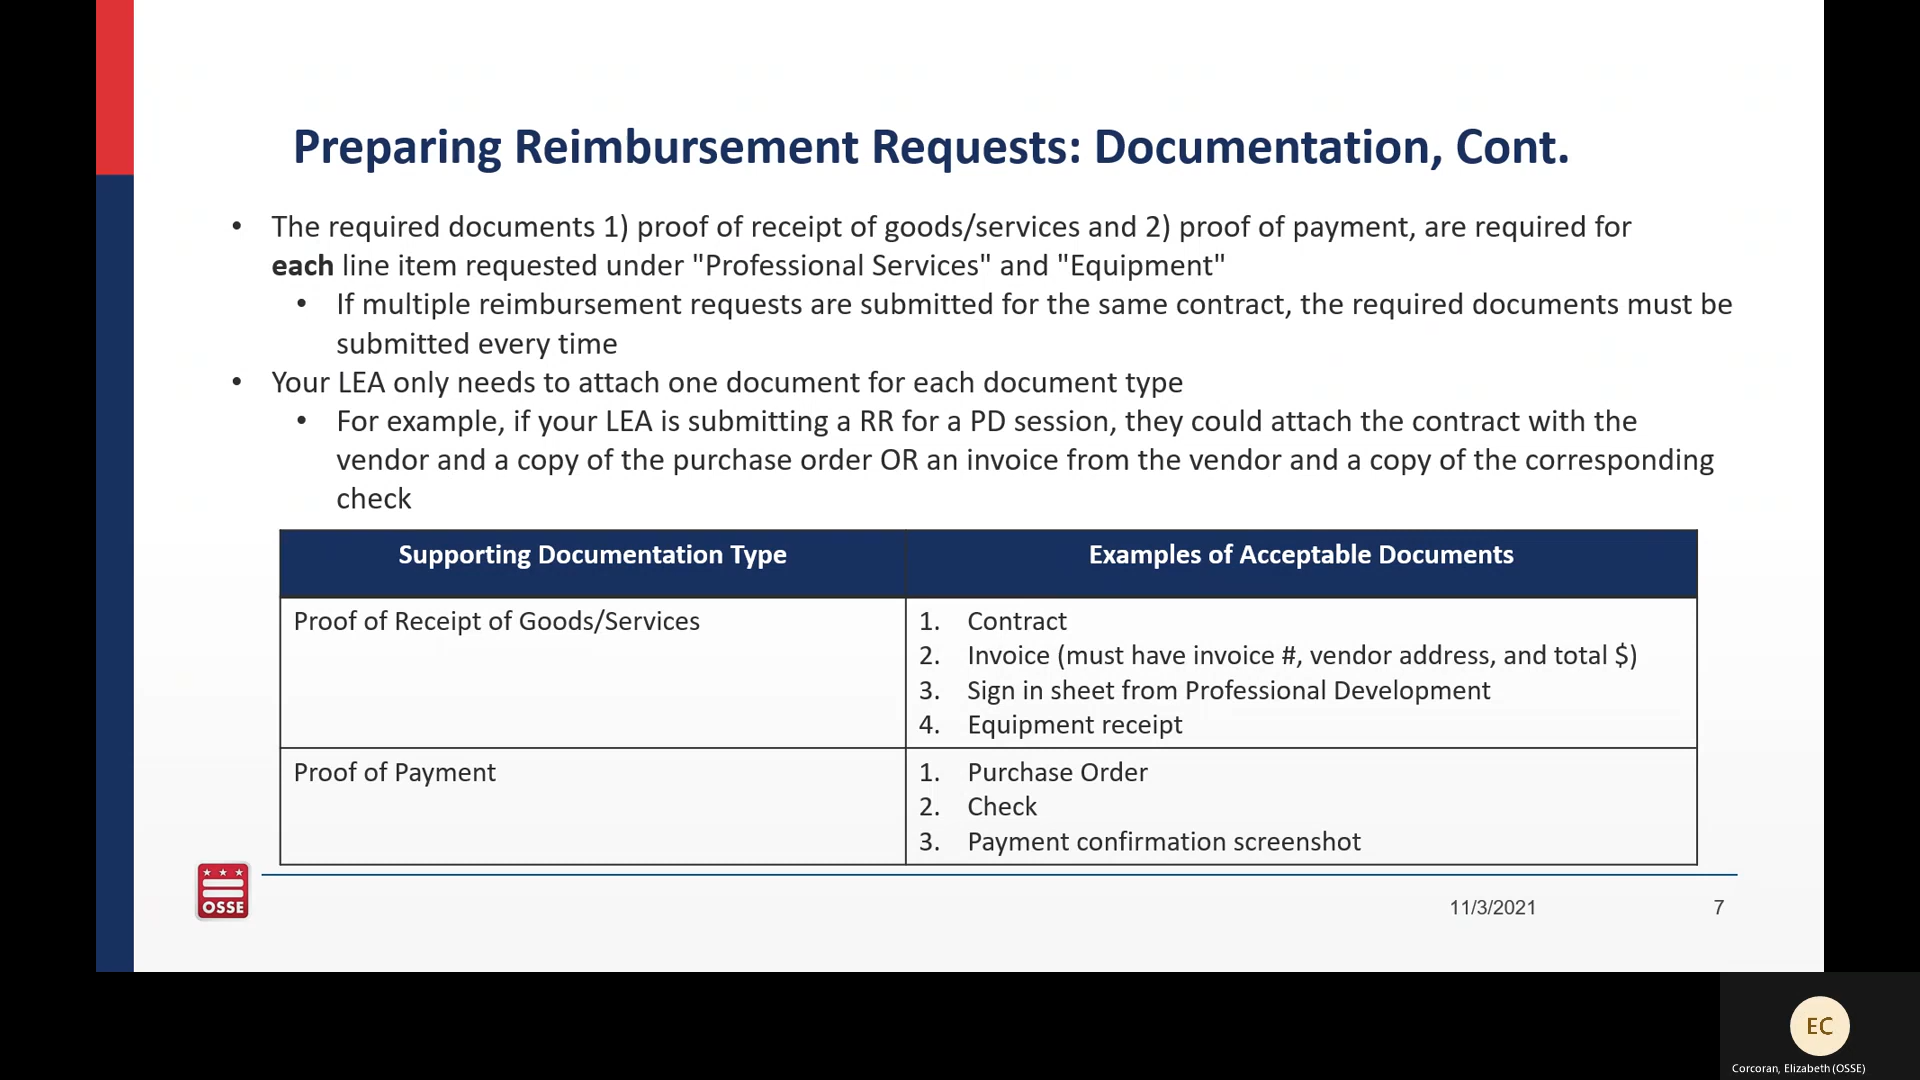 Preparing Reimbursement Requests: Documentation, Cont.
• The required documents 1) proof of receipt of goods/services and 2) proof of payment, are required for
each line item requested under "Professional Services" and "Equipment"
• If multiple reimbursement requests are submitted for the same contract, the required documents must be
submitted every time
• Your LEA only needs to attach one document for each document type
• For example, if your LEA is submitting a RR for a PD session, they could attach the contract with the
vendor and a copy of the purchase order OR an invoice from the vendor and a copy of the corresponding
check
Supporting Documentation Type
Examples of Acceptable Documents
Proof of Receipt of Goods/Services
1. Contract
2. Invoice (must have invoice #, vendor address, and total $)
3. Sign in sheet from Professional Development
4. Equipment receipt
Proof of Payment
1. Purchase Order
2. Check
3. Payment confirmation screenshot
OSSE
11/3/2021
7
EC
Corcoran, Elizabeth (OSSE)